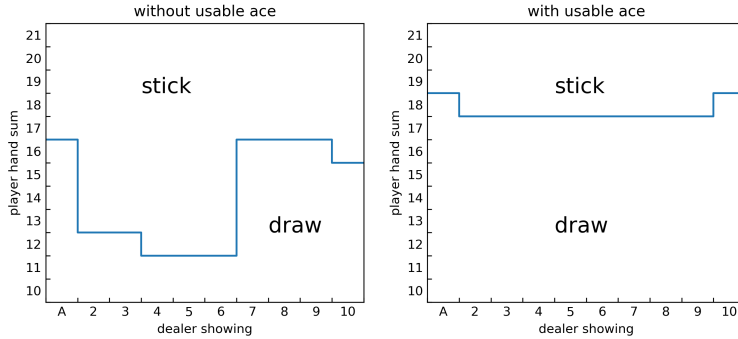 without usable ace
21
20
19
18
17
16
15
14
13
12
11
10
player hand sum
stick
draw
A 2 3 4 5 6 7 8 9 10
dealer showing
with usable ace
21
20
19
18
17
16
15
14
13
12
11
10
player hand sum
stick
draw
A 2 3 4 5 6 7 8 9 10
dealer showing